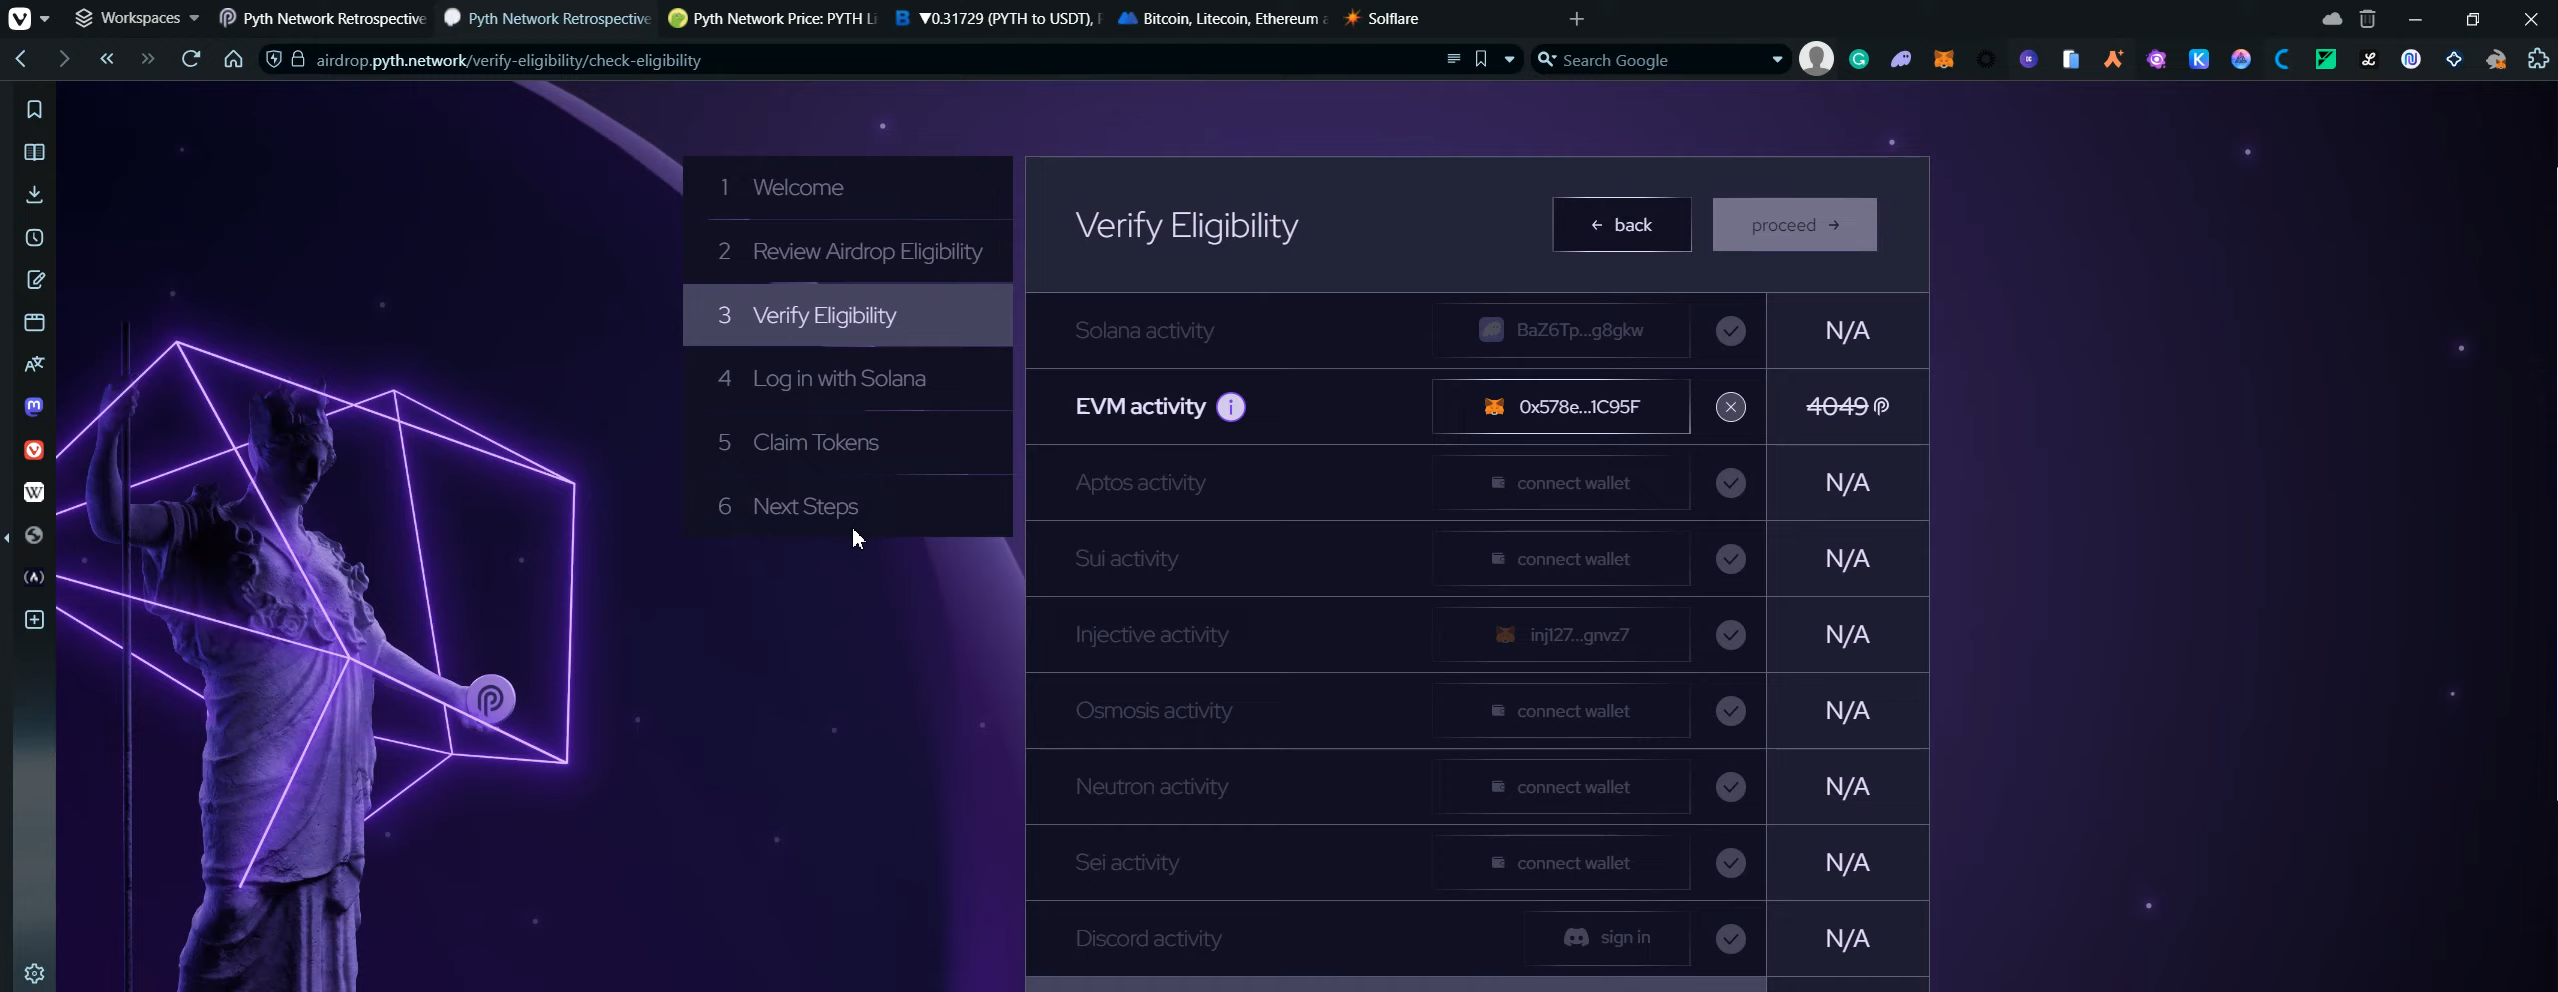 Workspaces
Pyth Network Retrospective
Pyth Network Retrospective
Pyth Network Price: PYTH Li
▼0.31729 (PYTH to USDT),
Bitcoin, Litecoin, Ethereum a
Solflare
airdrop.pyth.network/verify-eligibility/check-eligibility
Search Google
1 Welcome
2 Review Airdrop Eligibility
3 Verify Eligibility
4 Log in with Solana
5 Claim Tokens
6 Next Steps
Verify Eligibility
← back
proceed →
Solana activity BaZ6Tp...g8gkw N/A
EVM activity i 0x578e...1C95F 4049
Aptos activity connect wallet N/A
Sui activity connect wallet N/A
Injective activity inj127...gnvz7 N/A
Osmosis activity connect wallet N/A
Neutron activity connect wallet N/A
Sei activity connect wallet N/A
Discord activity sign in N/A